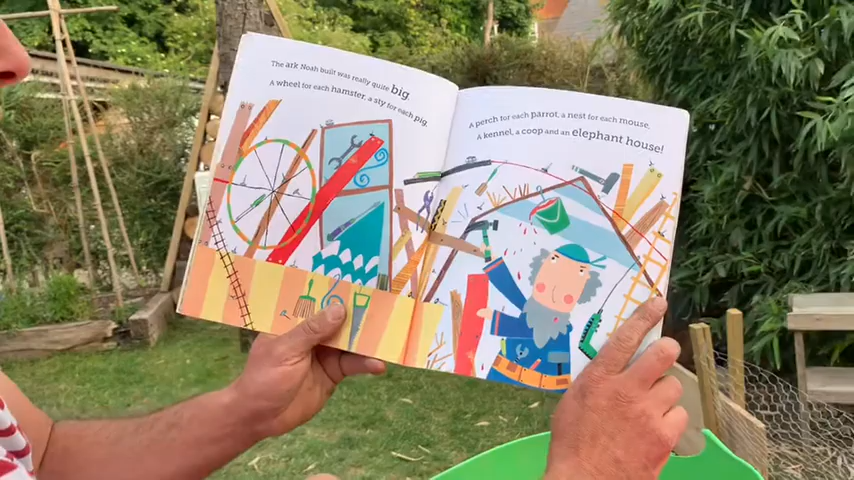 The ark Noah built was really quite big.
A wheel for each hamster, a sty for each pig.
A perch for each parrot, a nest for each mouse.
A kennel, a coop and an elephant house!